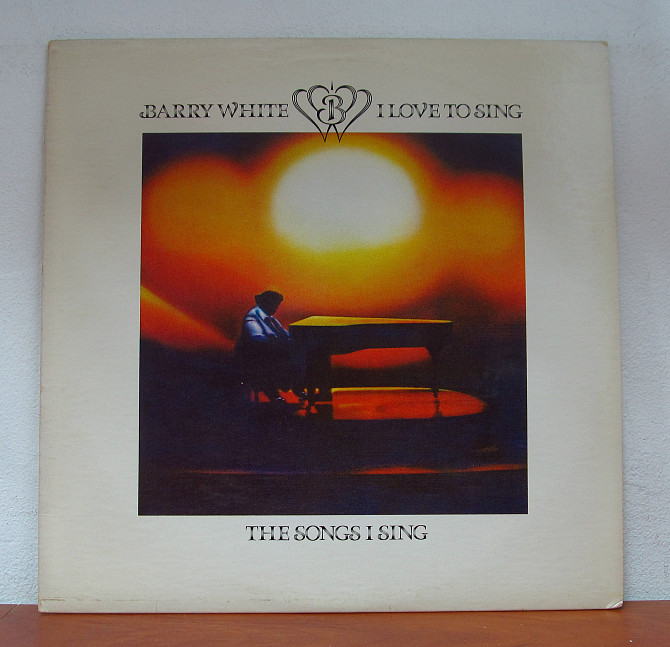 BARRY WHITE B I LOVE TO SING
THE SONGS I SING